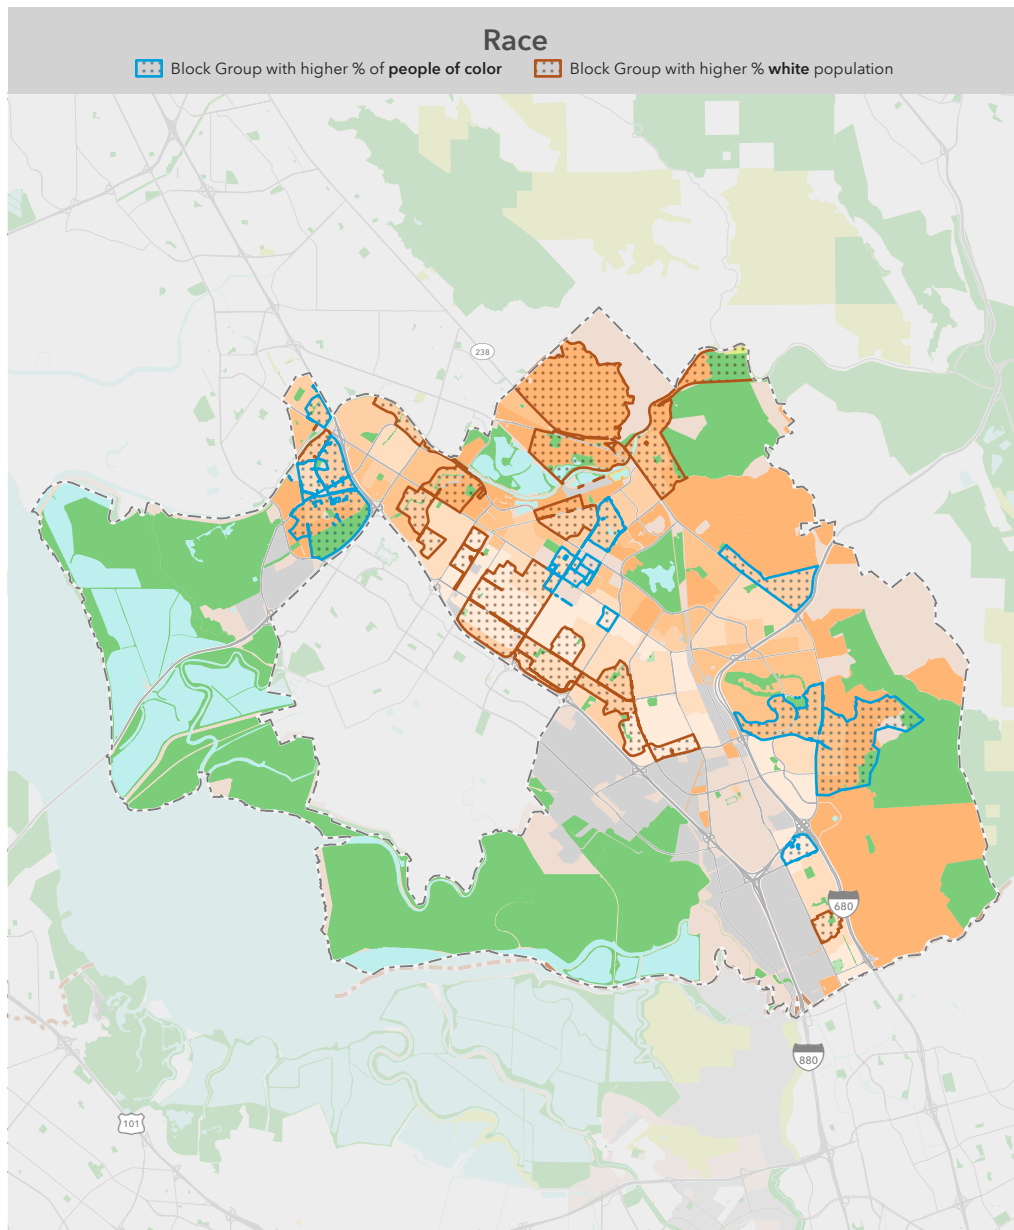 Race
Block Group with higher % of people of color
Block Group with higher % white population
238
680
880
101